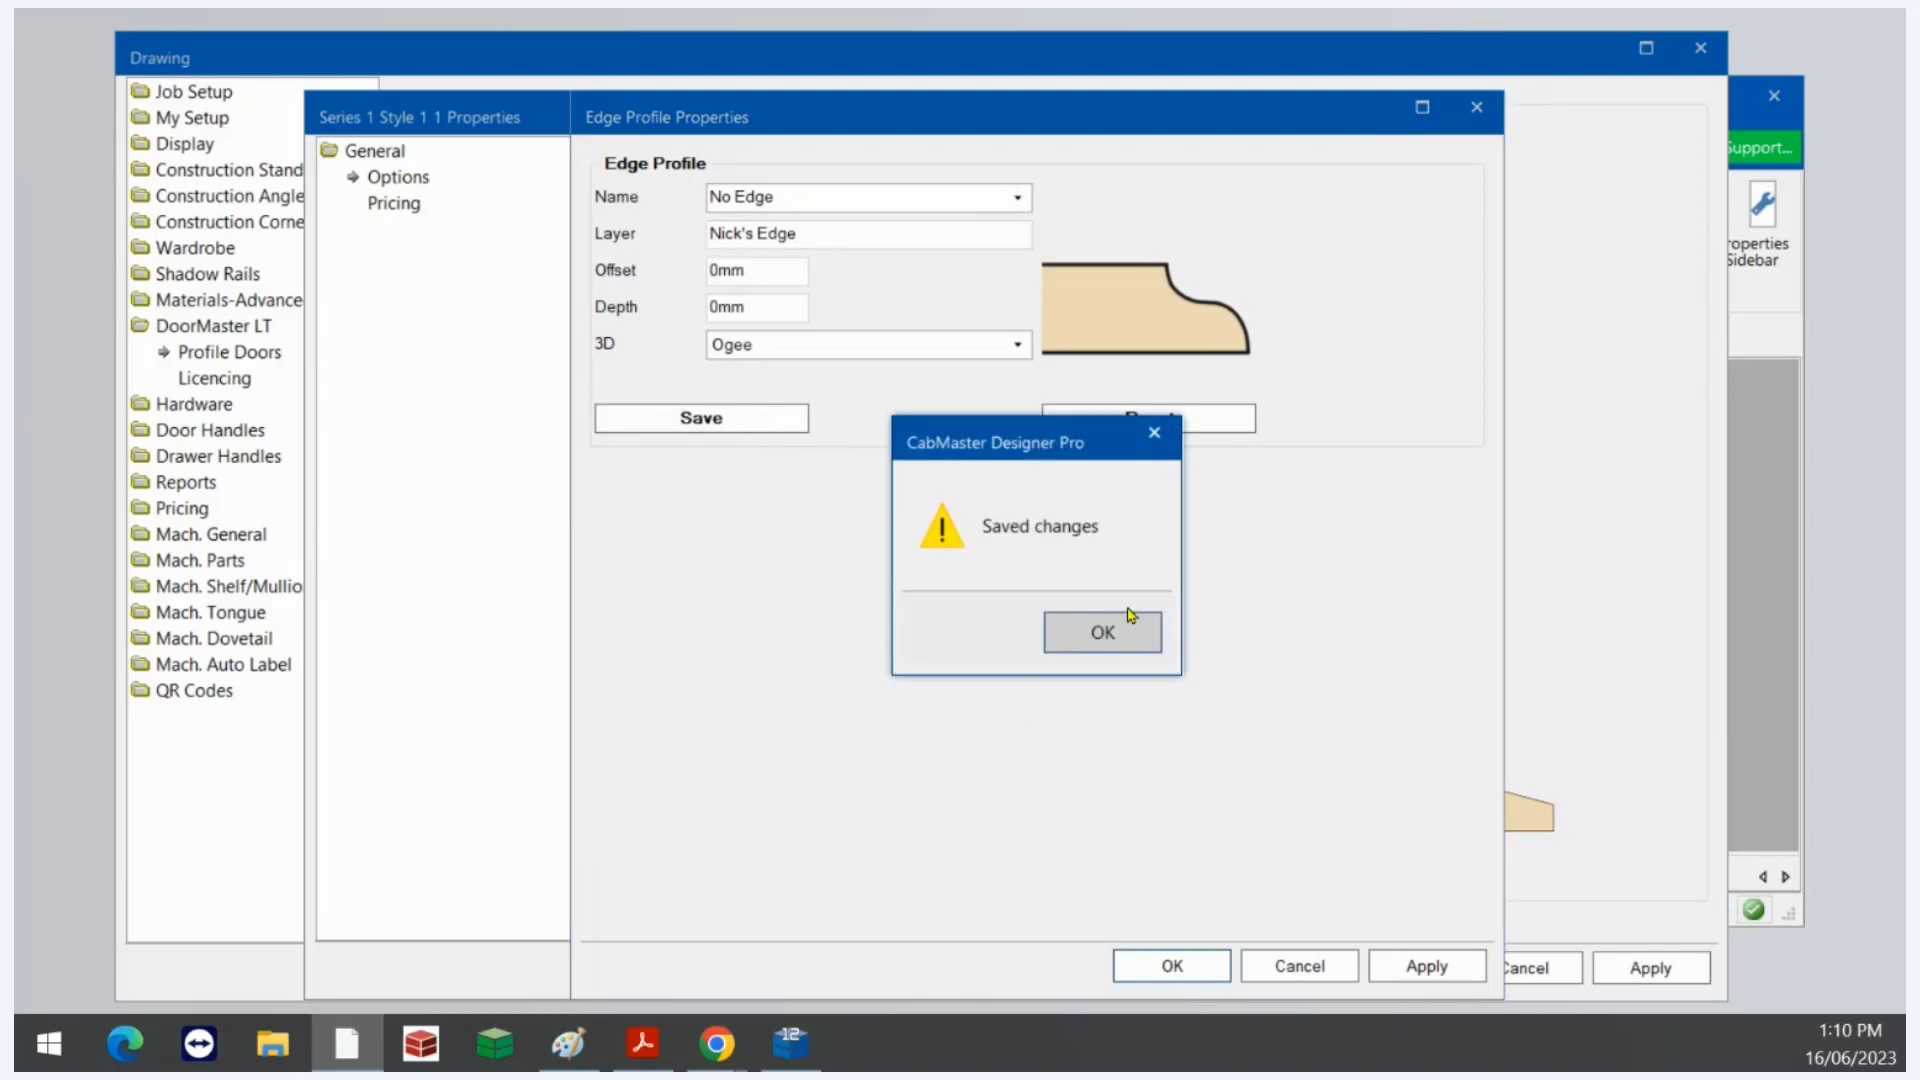 Drawing
Job Setup
My Setup
Display
Construction Stand
Construction Angle
Construction Corne
Wardrobe
Shadow Rails
Materials-Advance
DoorMaster LT
Profile Doors
Licencing
Hardware
Door Handles
Drawer Handles
Reports
Pricing
Mach. General
Mach. Parts
Mach. Shelf/Mullio
Mach. Tongue
Mach. Dovetail
Mach. Auto Label
QR Codes
Series 1 Style 1 1 Properties
General
Options
Pricing
Edge Profile Properties
Edge Profile
Name No Edge
Layer Nick's Edge
Offset 0mm
Depth 0mm
3D Ogee
Save
CabMaster Designer Pro
Saved changes
OK
OK Cancel Apply
Cancel Apply
Support...
roperties
Sidebar
12
1:10 PM
16/06/2023